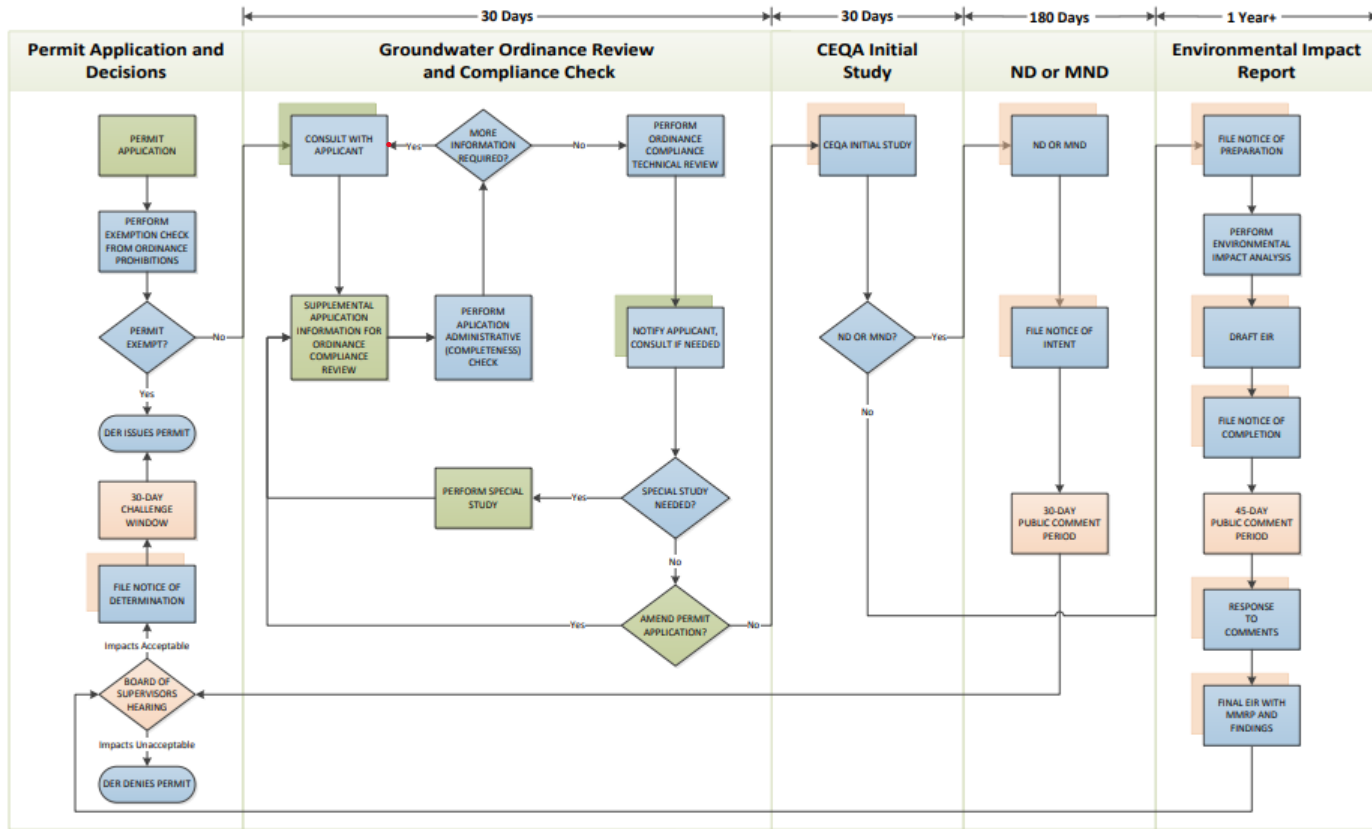 30 Days
30 Days
180 Days
1 Year+
Permit Application and
Decisions
Groundwater Ordinance Review
and Compliance Check
CEQA Initial
Study
ND or MND
Environmental Impact
Report
PERMIT
APPLICATION
PERFORM
EXEMPTION CHECK
FROM ORDINANCE
PROHIBITIONS
PERMIT
EXEMPT?
No
Yes
DER ISSUES PERMIT
30-DAY
CHALLENGE
WINDOW
FILE NOTICE OF
DETERMINATION
Impacts Acceptable
BOARD OF
SUPERVISORS
HEARING
Impacts Unacceptable
DER DENIES PERMIT
CONSULT WITH
APPLICANT
Yes
MORE
INFORMATION
REQUIRED?
No
PERFORM
ORDINANCE
COMPLIANCE
TECHNICAL REVIEW
SUPPLEMENTAL
APPLICATION
INFORMATION FOR
ORDINANCE
COMPLIANCE
REVIEW
PERFORM
APLICATION
ADMINISTRATIVE
(COMPLETENESS)
CHECK
NOTIFY APPLICANT,
CONSULT IF NEEDED
PERFORM SPECIAL
STUDY
Yes
SPECIAL STUDY
NEEDED?
No
Yes
AMEND PERMIT
APPLICATION?
No
CEQA INITIAL STUDY
ND OR MND?
Yes
No
ND OR MND
FILE NOTICE OF
INTENT
30-DAY
PUBLIC COMMENT
PERIOD
FILE NOTICE OF
PREPARATION
PERFORM
ENVIRONMENTAL
IMPACT ANALYSIS
DRAFT EIR
FILE NOTICE OF
COMPLETION
45-DAY
PUBLIC COMMENT
PERIOD
RESPONSE
TO
COMMENTS
FINAL EIR WITH
MMRP AND
FINDINGS